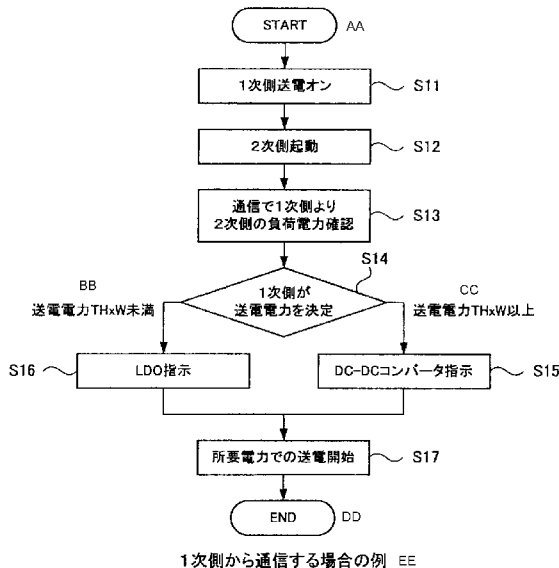 START AA
1次側送電オン S11
2次側起動 S12
通信で1次側より
2次側の負荷電力確認 S13
S14
1次側が
送電電力を決定
BB
送電電力THxW未満
CC
送電電力THxW以上
S16 LDO指示
DC-DCコンバータ指示 S15
所要電力での送電開始 S17
END DD
1次側から通信する場合の例 EE